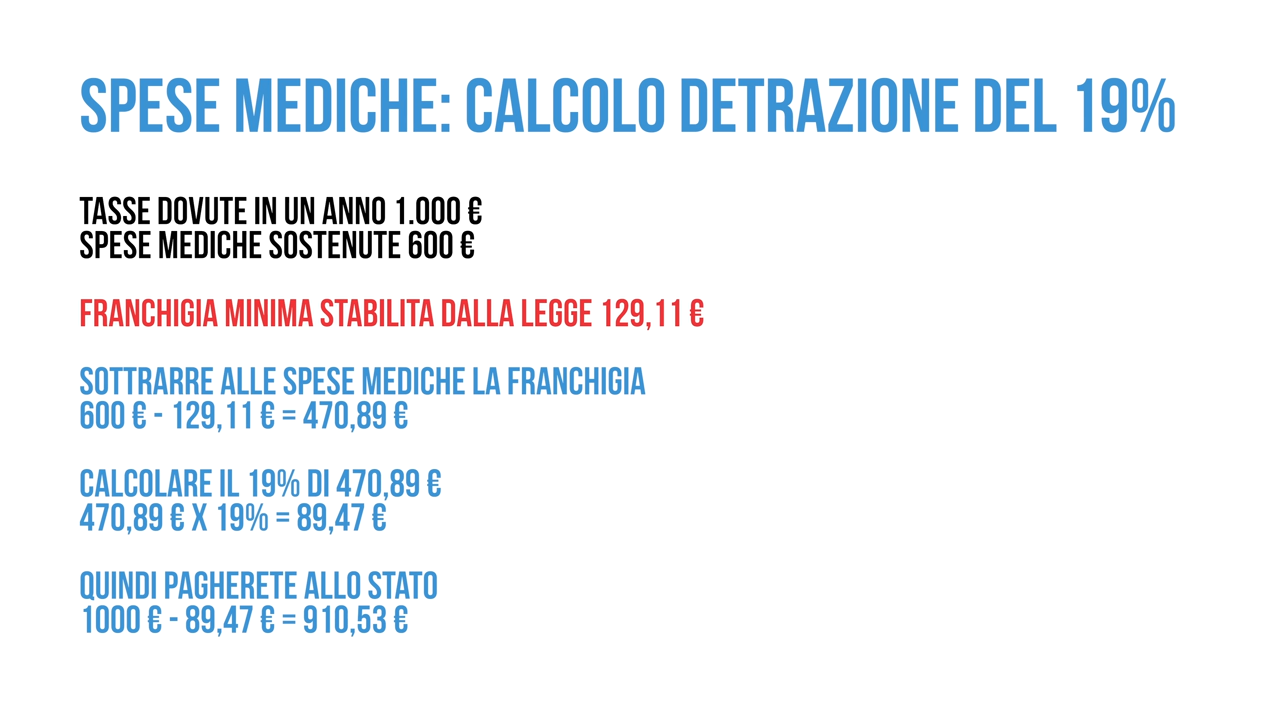 SPESE MEDICHE: CALCOLO DETRAZIONE DEL 19%
TASSE DOVUTE IN UN ANNO 1.000 €
SPESE MEDICHE SOSTENUTE 600 €
FRANCHIGIA MINIMA STABILITA DALLA LEGGE 129,11 €
SOTTRARRE ALLE SPESE MEDICHE LA FRANCHIGIA
600 € - 129,11 € = 470,89 €
CALCOLARE IL 19% DI 470,89 €
470,89 € X 19% = 89,47 €
QUINDI PAGHERETE ALLO STATO
1000 € - 89,47 € = 910,53 €